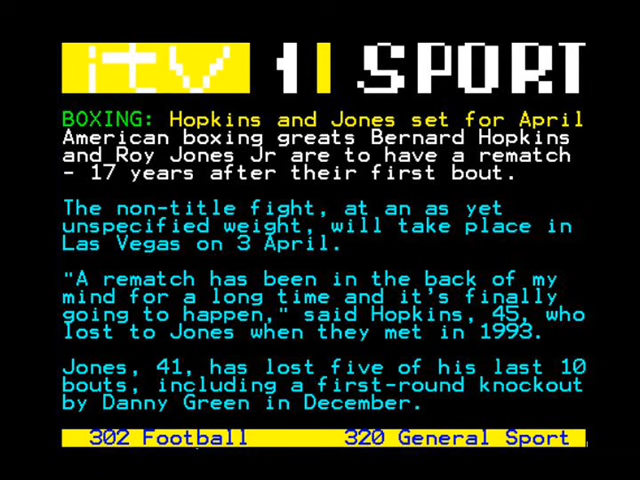 itv 1 SPORT
BOXING: Hopkins and Jones set for April
American boxing greats Bernard Hopkins
and Roy Jones Jr are to have a rematch
- 17 years after their first bout.
The non-title fight, at an as yet
unspecified weight, will take place in
Las Vegas on 3 April.
"A rematch has been in the back of my
mind for a long time and it's finally
going to happen," said Hopkins, 45, who
lost to Jones when they met in 1993.
Jones, 41, has lost five of his last 10
bouts, including a first-round knockout
by Danny Green in December.
302 Football 320 General Sport